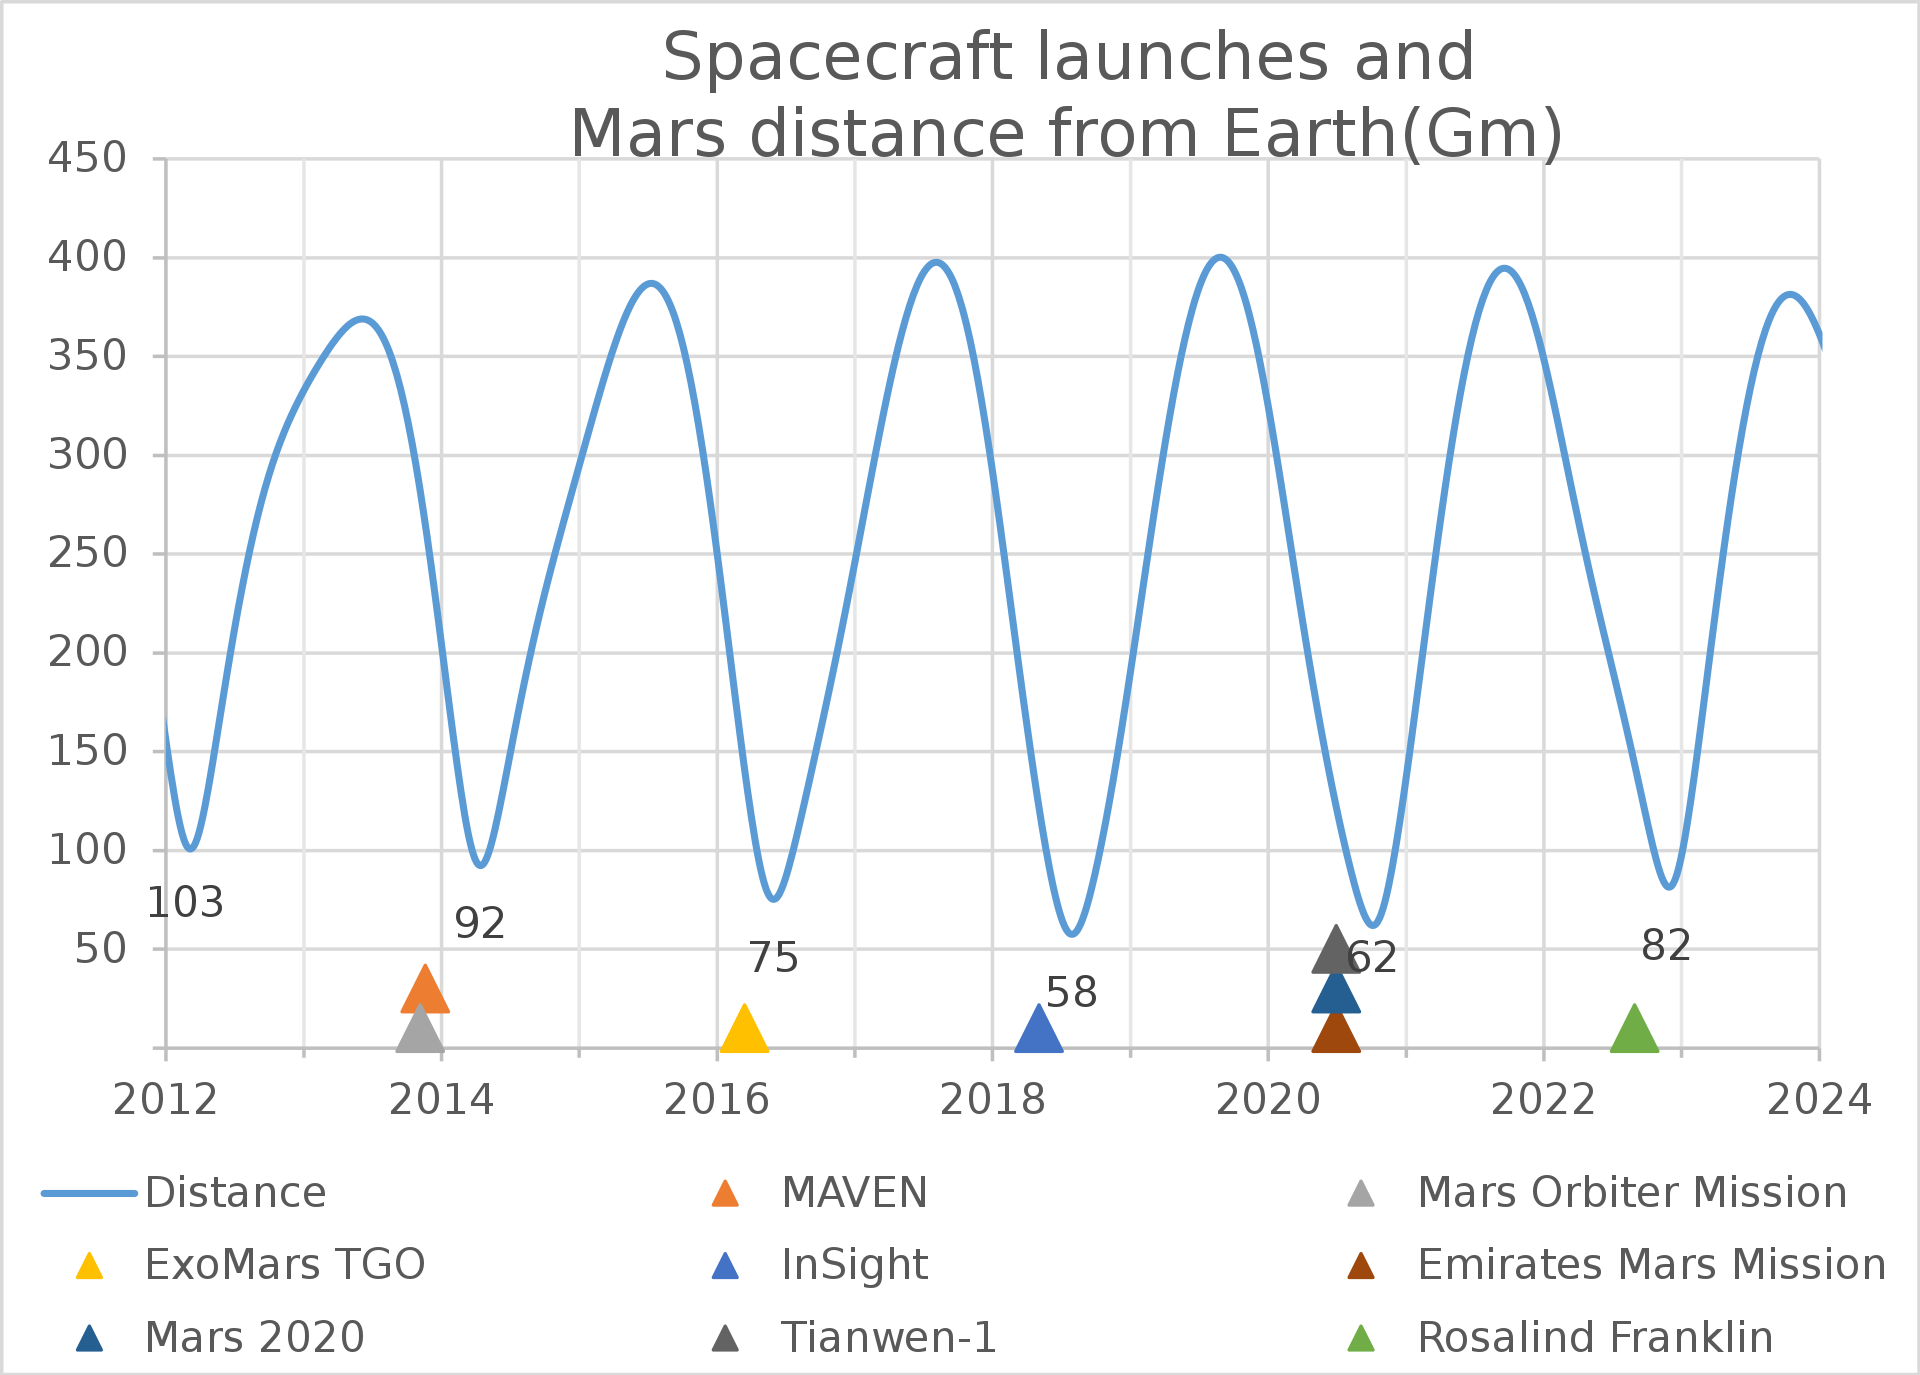 Spacecraft launches and
Mars distance from Earth(Gm)
450
400
350
300
250
200
150
100
50
103
92
75
58
62
82
2012 2014 2016 2018 2020 2022 2024
Distance MAVEN Mars Orbiter Mission
ExoMars TGO InSight Emirates Mars Mission
Mars 2020 Tianwen-1 Rosalind Franklin